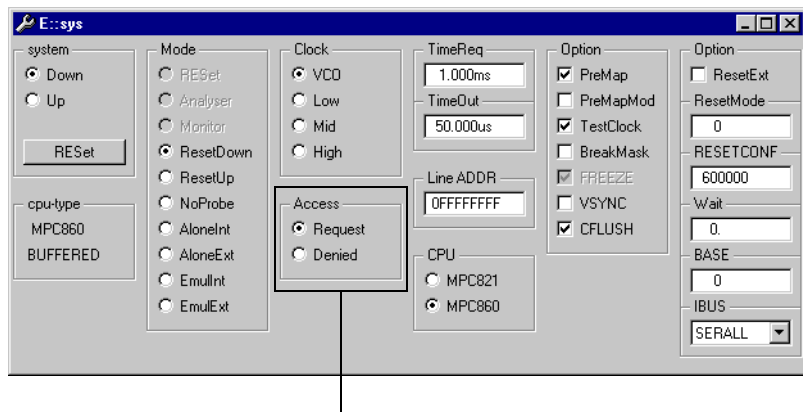 E::sys
system
Down
Up
RESet
cpu-type
MPC860
BUFFERED
Mode
RESet
Analyser
Monitor
ResetDown
ResetUp
NoProbe
AloneInt
AloneExt
EmulInt
EmulExt
Clock
VCO
Low
Mid
High
Access
Request
Denied
TimeReq
1.000ms
TimeOut
50.000us
Line ADDR
0FFFFFFFF
CPU
MPC821
MPC860
Option
PreMap
PreMapMod
TestClock
BreakMask
FREEZE
VSYNC
CFLUSH
Option
ResetExt
ResetMode
0
RESETCONF
600000
Wait
0.
BASE
0
IBUS
SERALL